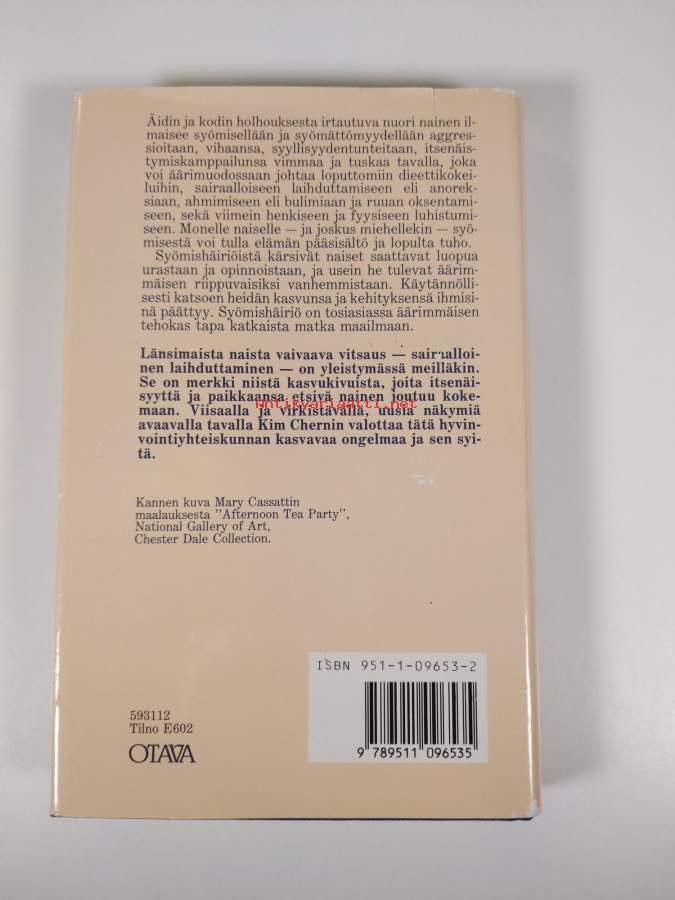 Äidin ja kodin holhouksesta irtautuva nuori nainen il-
maisee syömisellään ja syömättömyydellään aggres-
sioitaan, vihaansa, syyllisyydentunteitaan, itsenäis-
tymiskamppailunsa vimmaa ja tuskaa tavalla, joka
voi äärimuodossaan johtaa loputtomiin dieettikokei-
luihin, sairaalloiseen laihduttamiseen eli anorek-
siaan, ahmimiseen eli bulimiaan ja ruuan oksentami-
seen, sekä viimein henkiseen ja fyysiseen luhistumi-
seen. Monelle naiselle — ja joskus miehellekin — syö-
misestä voi tulla elämän pääsisältö ja lopulta tuho.
Syömishäiriöistä kärsivät naiset saattavat luopua
urastaan ja opinnoistaan, ja usein he tulevat äärim-
mäisen riippuvaisiksi vanhemmistaan. Käytännöl-
lisesti katsoen heidän kasvunsa ja kehityksensä ihmisi-
nä päättyy. Syömishäiriö on tosiasiassa äärimmäisen
tehokas tapa katkaista matka maailmaan.
Länsimaista naista vaivaava vitsaus — sairaalloi-
nen laihduttaminen — on yleistymässä meilläkin.
Se on merkki niistä kasvukivuista, joita itsenäi-
syyttä ja paikkaansa etsivä nainen joutuu koke-
maan. Viisaalla ja virkistävällä, uusia näkymiä
avaavalla tavalla Kim Chernin valottaa tätä hyvin-
vointiyhteiskunnan kasvavaa ongelmaa ja sen syi-
tä.
antikvariaatti.net
Kannen kuva Mary Cassattin
maalauksesta "Afternoon Tea Party",
National Gallery of Art,
Chester Dale Collection.
ISBN 951-1-09653-2
9 789511 096535
593112
Tilno E602
OTAVA